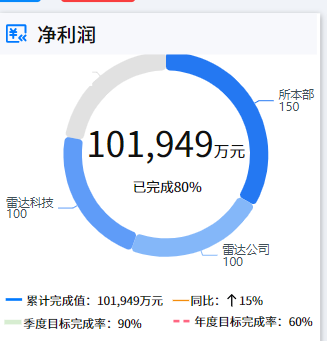 净利润
所本部
150
101,949万元
已完成80%
雷达科技
100
雷达公司
100
累计完成值：101,949万元
同比：↑15%
季度目标完成率：90%
年度目标完成率：60%